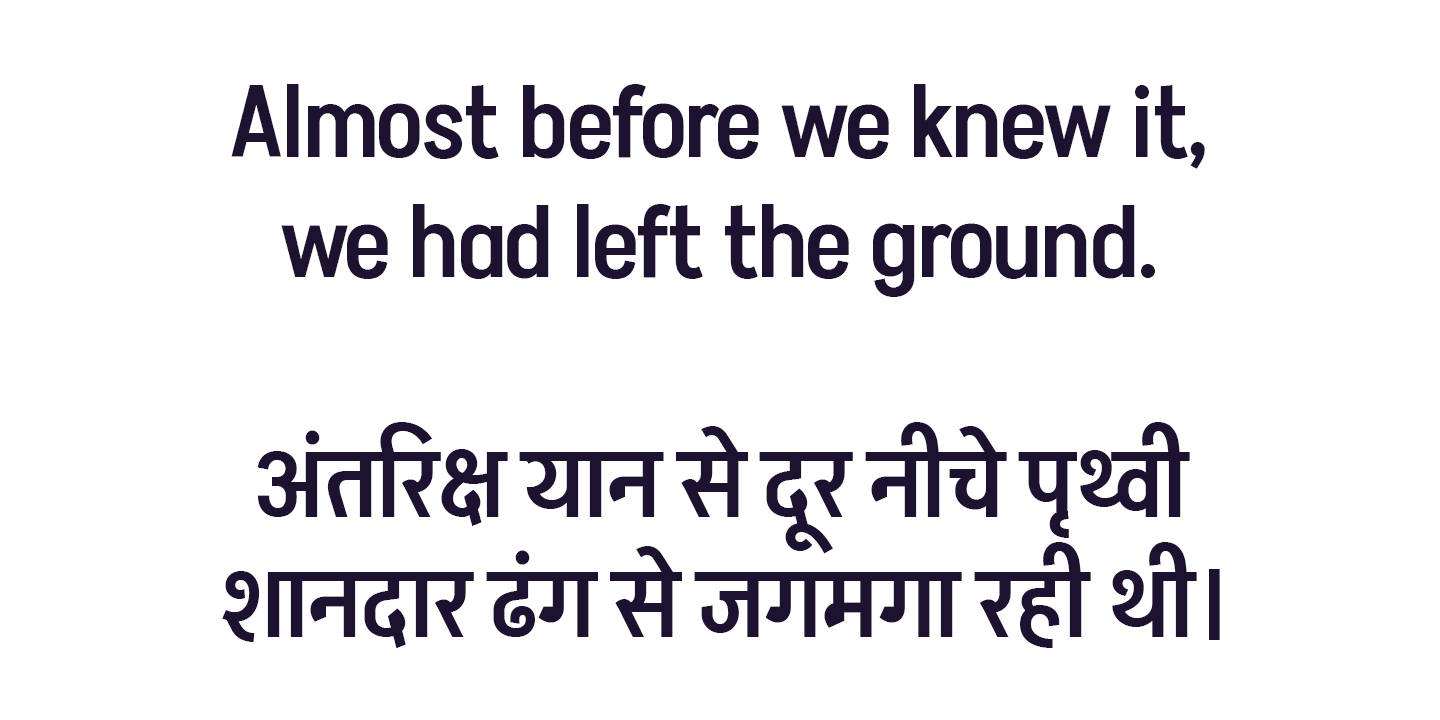 Almost before we knew it,
we had left the ground.
अंतरिक्ष यान से दूर नीचे पृथ्वी
शानदार ढंग से जगमगा रही थी।